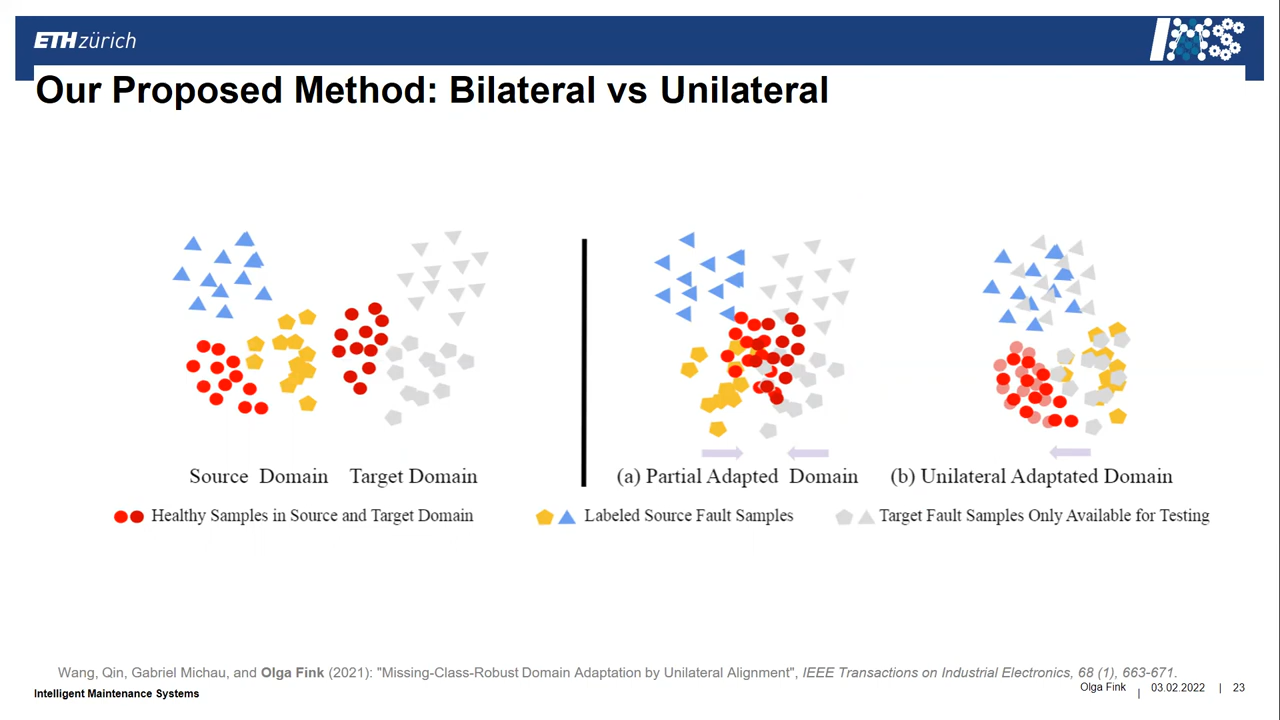 ETH zürich
IMS
Our Proposed Method: Bilateral vs Unilateral
Source Domain Target Domain
(a) Partial Adapted Domain
(b) Unilateral Adaptated Domain
Healthy Samples in Source and Target Domain
Labeled Source Fault Samples
Target Fault Samples Only Available for Testing
Wang, Qin, Gabriel Michau, and Olga Fink (2021): "Missing-Class-Robust Domain Adaptation by Unilateral Alignment", IEEE Transactions on Industrial Electronics, 68 (1), 663-671.
Intelligent Maintenance Systems
Olga Fink | 03.02.2022 | 23